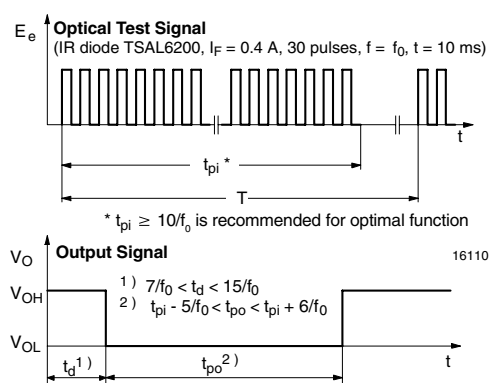 E_e
Optical Test Signal
(IR diode TSAL6200, I_F = 0.4 A, 30 pulses, f = f_0, t = 10 ms)
t
t_pi *
T
* t_pi ≥ 10/f_0 is recommended for optimal function
V_O
Output Signal
16110
V_OH
1) 7/f_0 < t_d < 15/f_0
2) t_pi - 5/f_0 < t_po < t_pi + 6/f_0
V_OL
t
t_d 1)
t_po 2)